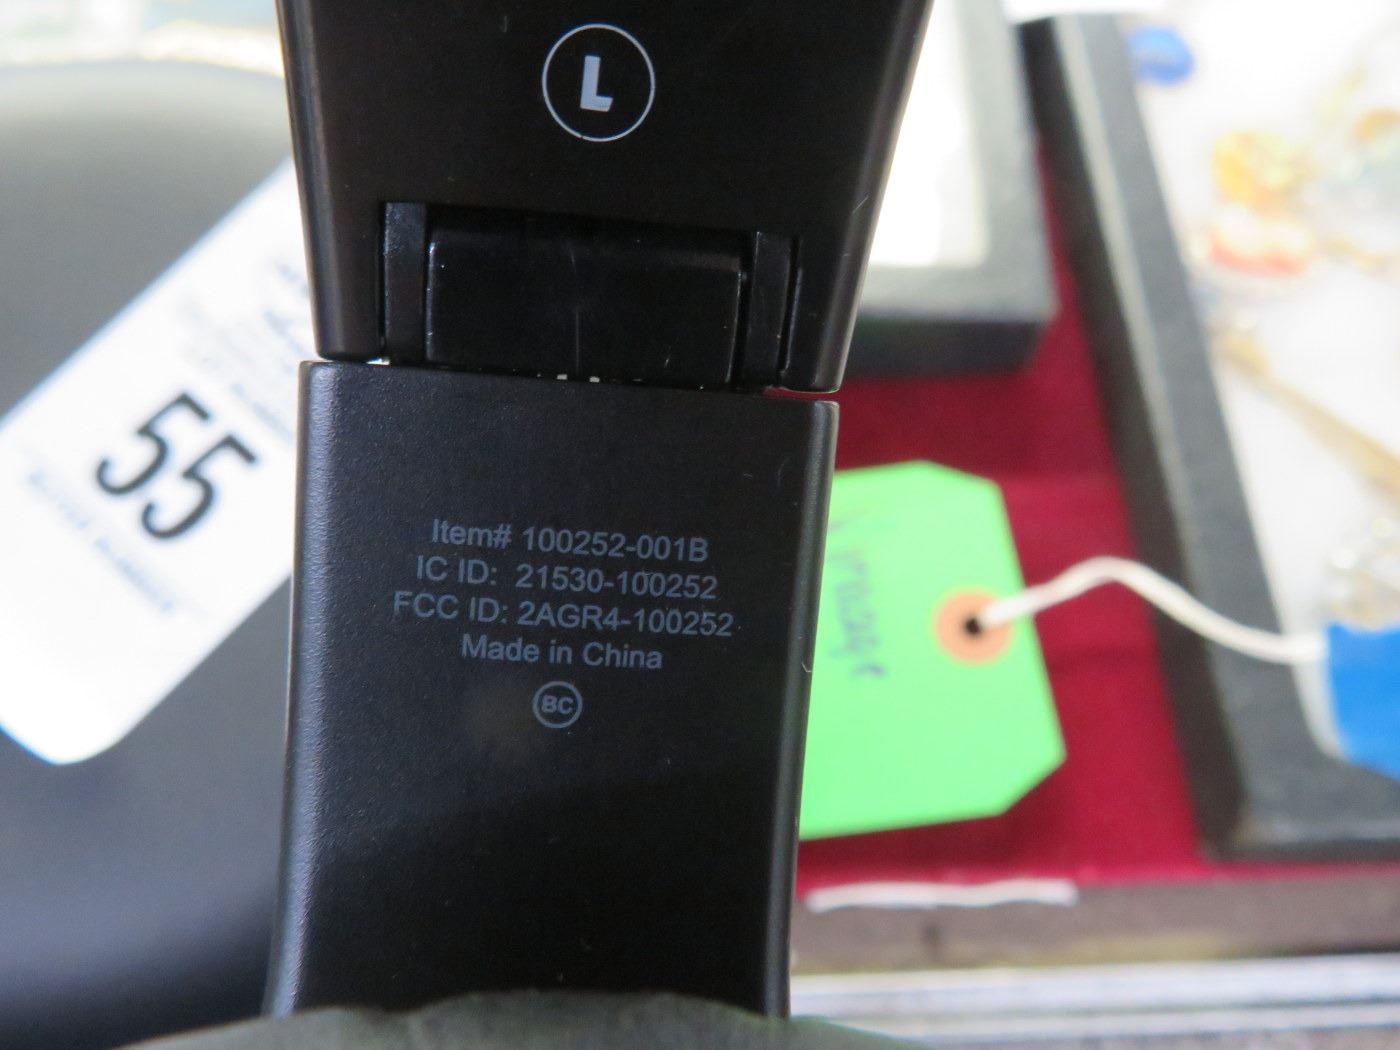 L
55
Item# 100252-001B
IC ID: 21530-100252
FCC ID: 2AGR4-100252
Made in China
BC